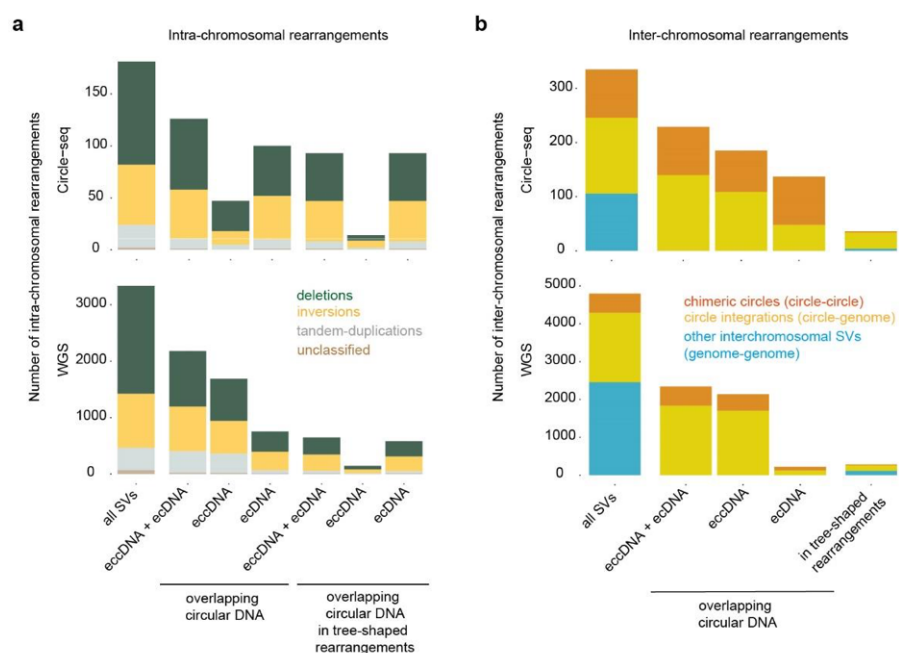 a
Intra-chromosomal rearrangements
Number of intra-chromosomal rearrangements
Circle-seq
150
100
50
0
WGS
3000
2000
1000
0
deletions
inversions
tandem-duplications
unclassified
all SVs
eccDNA + ecDNA
eccDNA
ecDNA
eccDNA + ecDNA
eccDNA
ecDNA
overlapping
circular DNA
overlapping
circular DNA
in tree-shaped
rearrangements
b
Inter-chromosomal rearrangements
Number of inter-chromosomal rearrangements
Circle-seq
300
200
100
0
WGS
5000
4000
3000
2000
1000
0
chimeric circles (circle-circle)
circle integrations (circle-genome)
other interchromosomal SVs
(genome-genome)
all SVs
eccDNA + ecDNA
eccDNA
ecDNA
in tree-shaped
rearrangements
overlapping
circular DNA